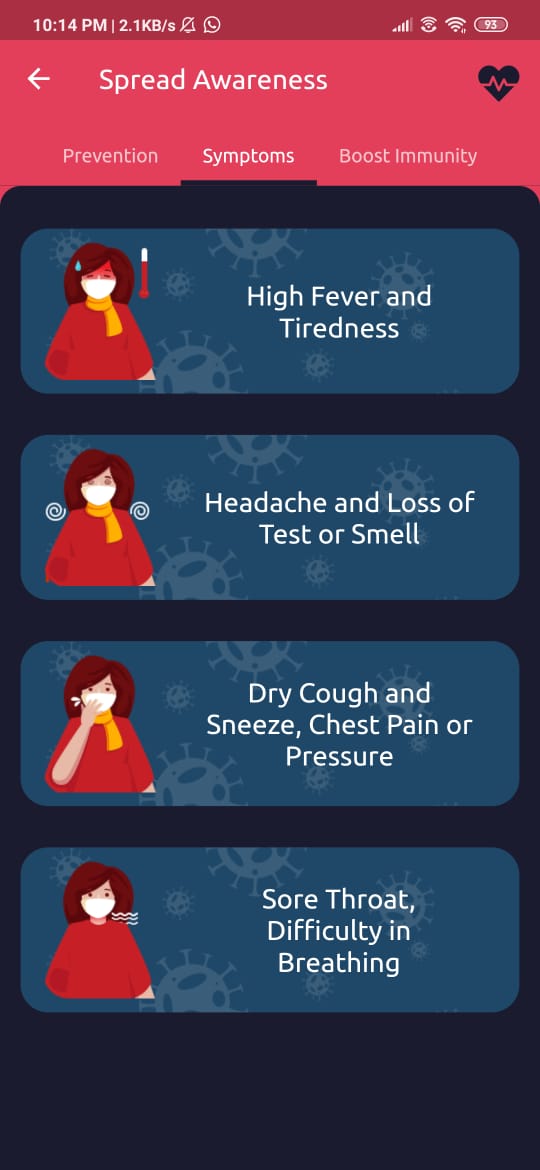 10:14 PM | 2.1KB/s
93
Spread Awareness
Prevention
Symptoms
Boost Immunity
High Fever and
Tiredness
Headache and Loss of
Test or Smell
Dry Cough and
Sneeze, Chest Pain or
Pressure
Sore Throat,
Difficulty in
Breathing